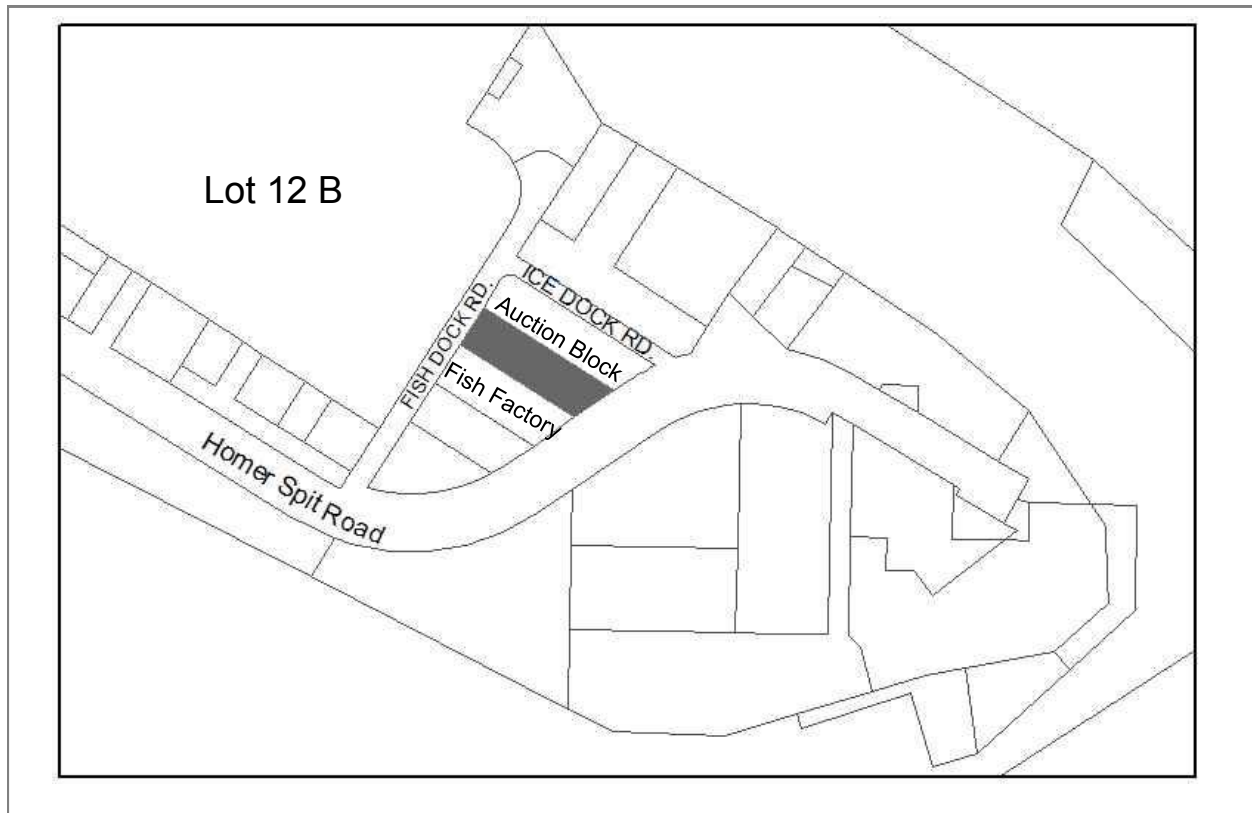 Lot 12 B
ICE DOCK RD.
Auction Block
FISH DOCK RD.
Fish Factory
Homer Spit Road